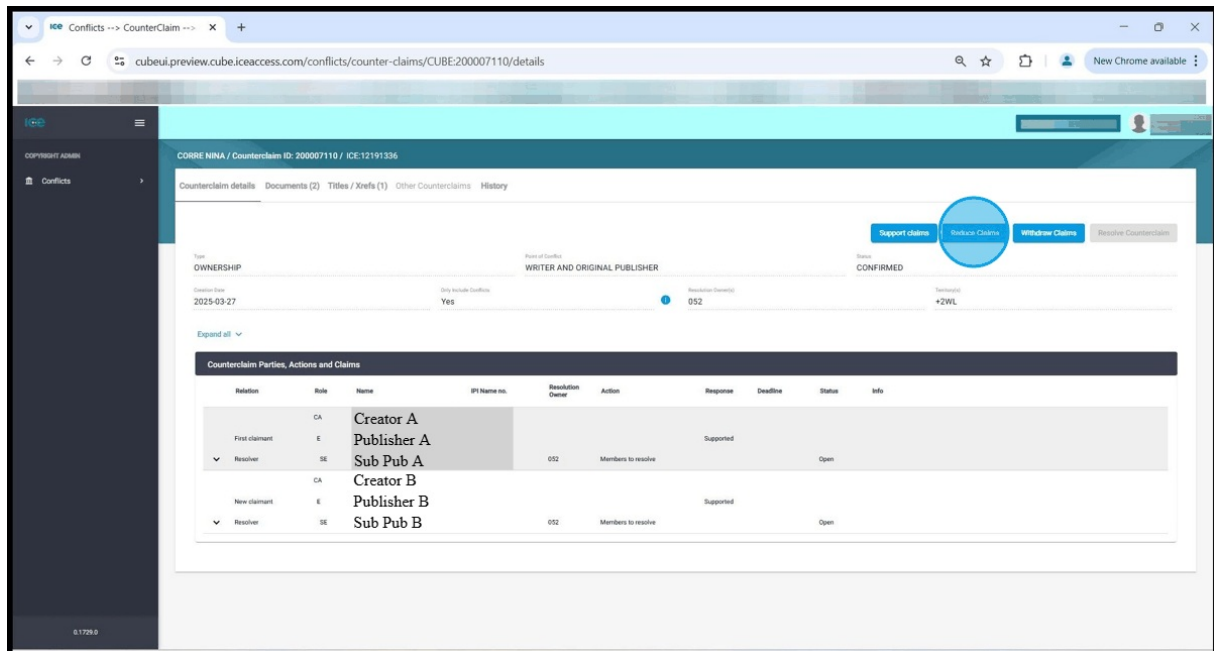 ice Conflicts --> CounterClaim -->
cubeui.preview.cube.iceaccess.com/conflicts/counter-claims/CUBE:200007110/details
New Chrome available
ice
COPYRIGHT ADMIN
CORRE NINA / Counterclaim ID: 200007110 / ICE:12191336
Conflicts
Counterclaim details Documents (2) Titles / Xrefs (1) Other Counterclaims History
Support claims Reduce Claims Withdraw Claims Resolve Counterclaim
Type Point of Conflict Status
OWNERSHIP WRITER AND ORIGINAL PUBLISHER CONFIRMED
Creation Date Only Include Conflicts Resolution Owner(s) Territory(s)
2025-03-27 Yes 052 +2WL
Expand all
Counterclaim Parties, Actions and Claims
Relation Role Name IPI Name no. Resolution Owner Action Response Deadline Status Info
CA Creator A
First claimant E Publisher A Supported
Resolver SE Sub Pub A 052 Members to resolve Open
CA Creator B
New claimant E Publisher B Supported
Resolver SE Sub Pub B 052 Members to resolve Open
0.1729.0